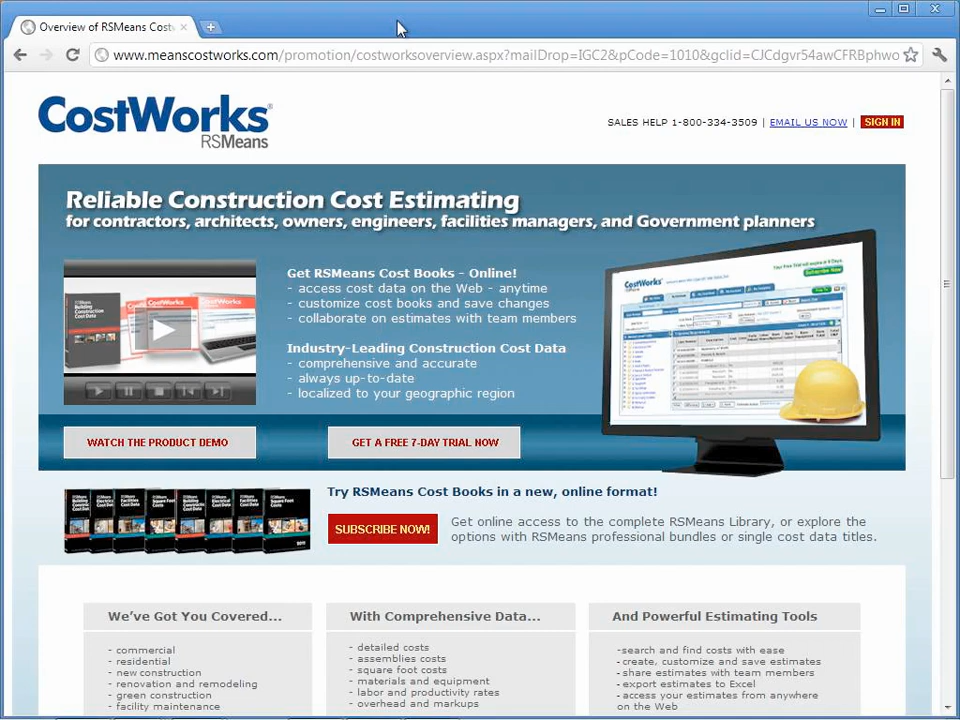 Overview of RSMeans Cost
www.meanscostworks.com/promotion/costworksoverview.aspx?mailDrop=IGC2&pCode=1010&gclid=CJCdgvr54awCFRBphwo
CostWorks®
RSMeans
SALES HELP 1-800-334-3509 | EMAIL US NOW | SIGN IN
Reliable Construction Cost Estimating
for contractors, architects, owners, engineers, facilities managers, and Government planners
Get RSMeans Cost Books - Online!
- access cost data on the Web - anytime
- customize cost books and save changes
- collaborate on estimates with team members
Industry-Leading Construction Cost Data
- comprehensive and accurate
- always up-to-date
- localized to your geographic region
CostWorks
WATCH THE PRODUCT DEMO
GET A FREE 7-DAY TRIAL NOW
CostWorks
Subscribe Now!
Try RSMeans Cost Books in a new, online format!
SUBSCRIBE NOW!
Get online access to the complete RSMeans Library, or explore the
options with RSMeans professional bundles or single cost data titles.
We've Got You Covered...
- commercial
- residential
- new construction
- renovation and remodeling
- green construction
- facility maintenance
With Comprehensive Data...
- detailed costs
- assemblies costs
- square foot costs
- materials and equipment
- labor and productivity rates
- overhead and markups
And Powerful Estimating Tools
-search and find costs with ease
- create, customize and save estimates
- share estimates with team members
- export estimates to Excel
- access your estimates from anywhere
on the Web